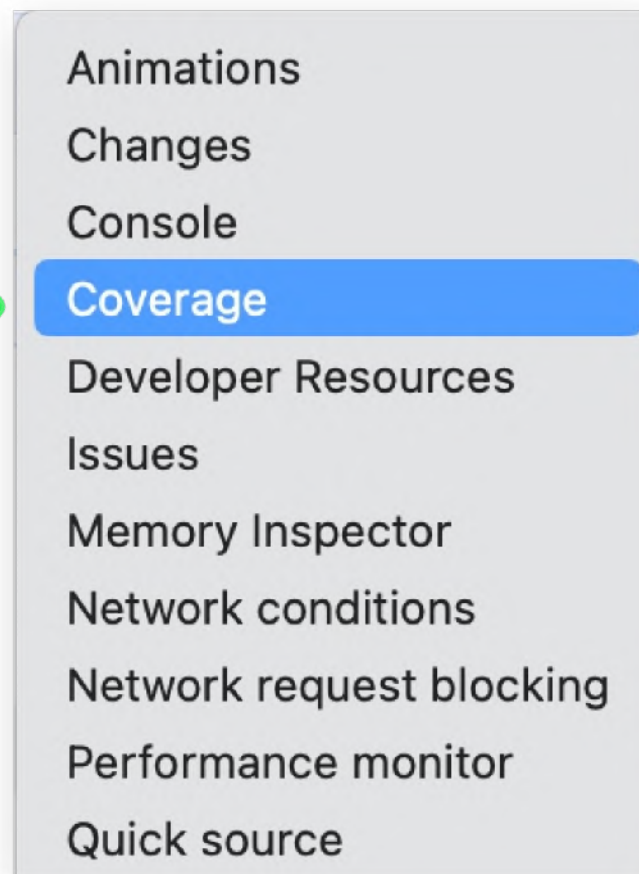 Animations
Changes
Console
Coverage
Developer Resources
Issues
Memory Inspector
Network conditions
Network request blocking
Performance monitor
Quick source